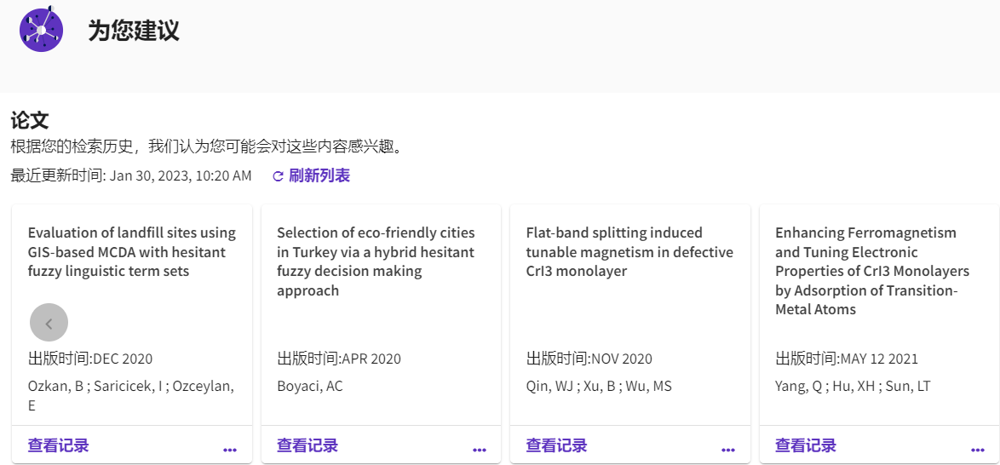 为您建议
论文
根据您的检索历史，我们认为您可能会对这些内容感兴趣。
最近更新时间: Jan 30, 2023, 10:20 AM 刷新列表
Evaluation of landfill sites using
GIS-based MCDA with hesitant
fuzzy linguistic term sets
出版时间:DEC 2020
Ozkan, B ; Saricicek, I ; Ozceylan,
E
查看记录 ...
Selection of eco-friendly cities
in Turkey via a hybrid hesitant
fuzzy decision making
approach
出版时间:APR 2020
Boyaci, AC
查看记录 ...
Flat-band splitting induced
tunable magnetism in defective
CrI3 monolayer
出版时间:NOV 2020
Qin, WJ ; Xu, B ; Wu, MS
查看记录 ...
Enhancing Ferromagnetism
and Tuning Electronic
Properties of CrI3 Monolayers
by Adsorption of Transition-
Metal Atoms
出版时间:MAY 12 2021
Yang, Q ; Hu, XH ; Sun, LT
查看记录 ...